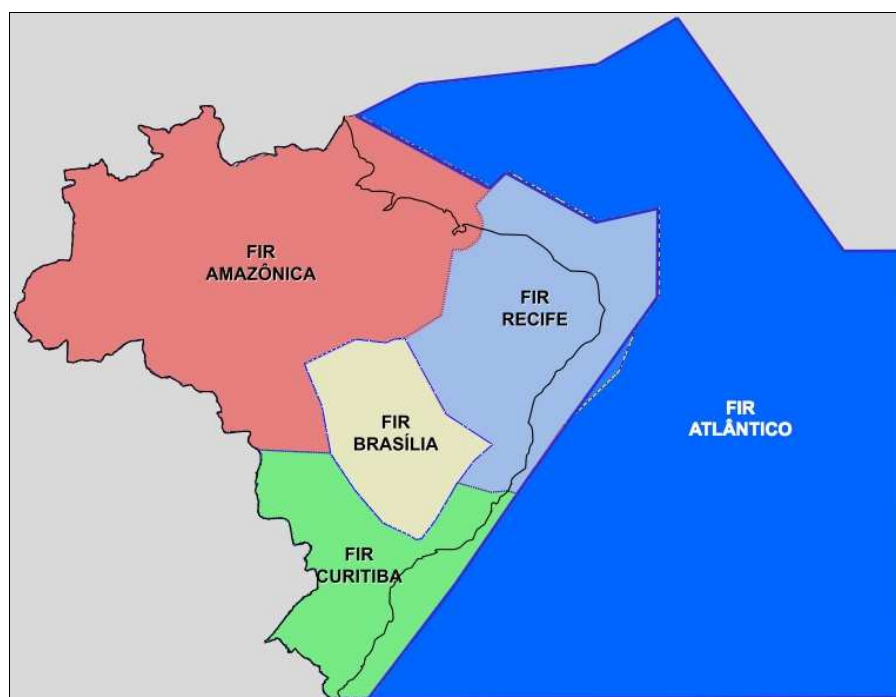 FIR
AMAZÔNICA
FIR
RECIFE
FIR
BRASÍLIA
FIR
ATLÂNTICO
FIR
CURITIBA